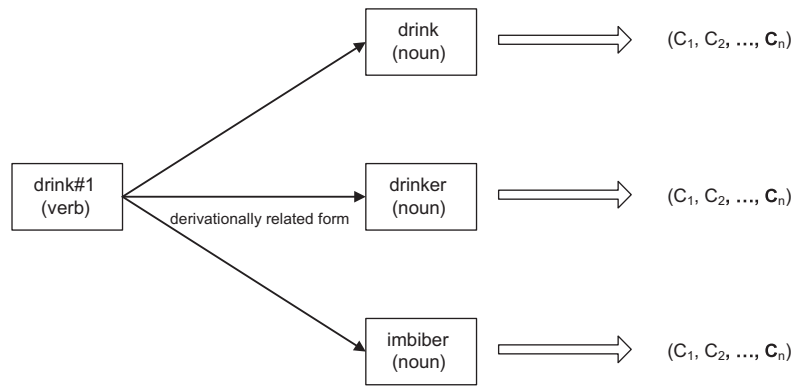 drink
(noun)
(C₁, C₂, ..., Cₙ)
drink#1
(verb)
derivationally related form
drinker
(noun)
(C₁, C₂, ..., Cₙ)
imbiber
(noun)
(C₁, C₂, ..., Cₙ)